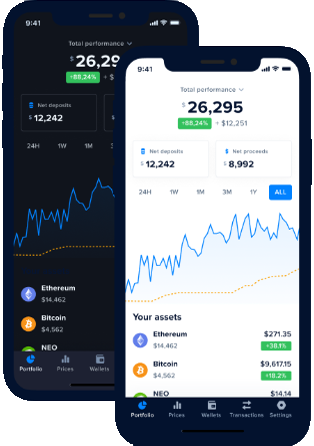 9:41
Total performance
$ 26,29
+88,24% + $
Net deposits
$ 12,242
24H 1W 1M
Ethereum
$14,462
Bitcoin
$4,562
NEO
Portfolio Prices Wallets
9:41
Total performance
$ 26,295
+88,24% + $12,251
Net deposits Net proceeds
$ 12,242 $ 8,992
24H 1W 1M 3M 1Y ALL
Your assets
Ethereum $271.35
$14,462 +38.1%
Bitcoin $9,617.15
$4,562 +18.2%
NEO $14.14
Portfolio Prices Wallets Transactions Settings